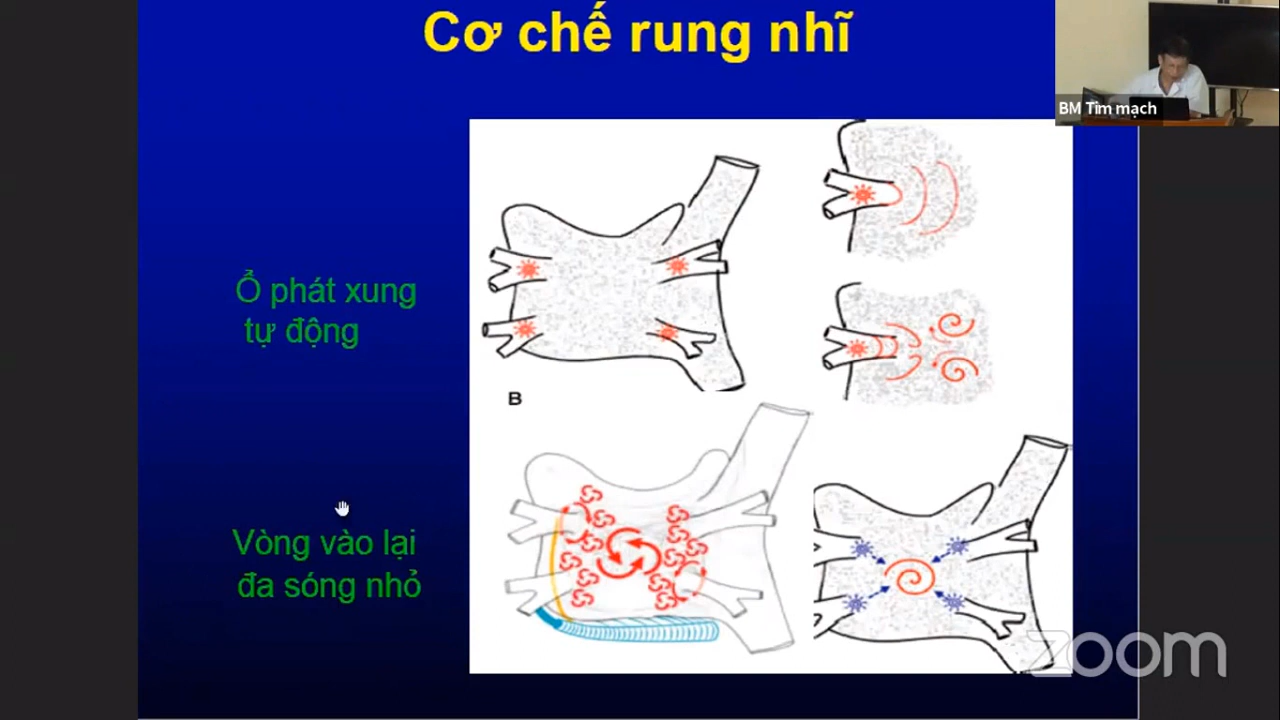 Cơ chế rung nhĩ
BM Tim mạch
Ổ phát xung
tự động
B
Vòng vào lại
đa sóng nhỏ
zoom